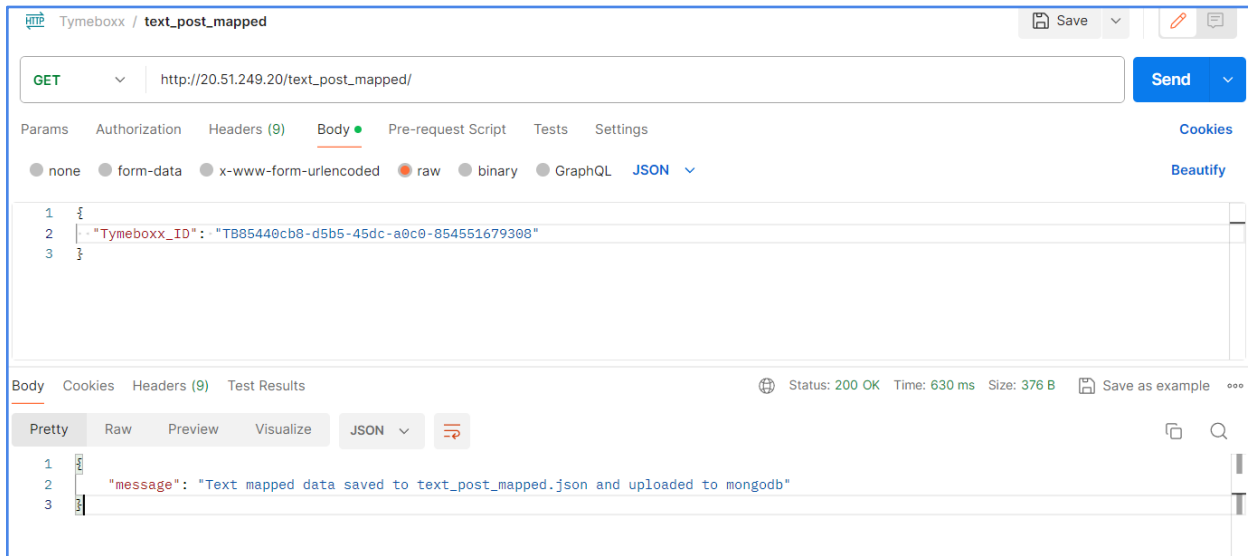 HTTP Tymeboxx / text_post_mapped Save
GET http://20.51.249.20/text_post_mapped/ Send
Params Authorization Headers (9) Body Pre-request Script Tests Settings Cookies
none form-data x-www-form-urlencoded raw binary GraphQL JSON Beautify
1 {
2 "Tymeboxx_ID": "TB85440cb8-d5b5-45dc-a0c0-854551679308"
3 }
Body Cookies Headers (9) Test Results Status: 200 OK Time: 630 ms Size: 376 B Save as example
Pretty Raw Preview Visualize JSON
1 {
2 "message": "Text mapped data saved to text_post_mapped.json and uploaded to mongodb"
3 }